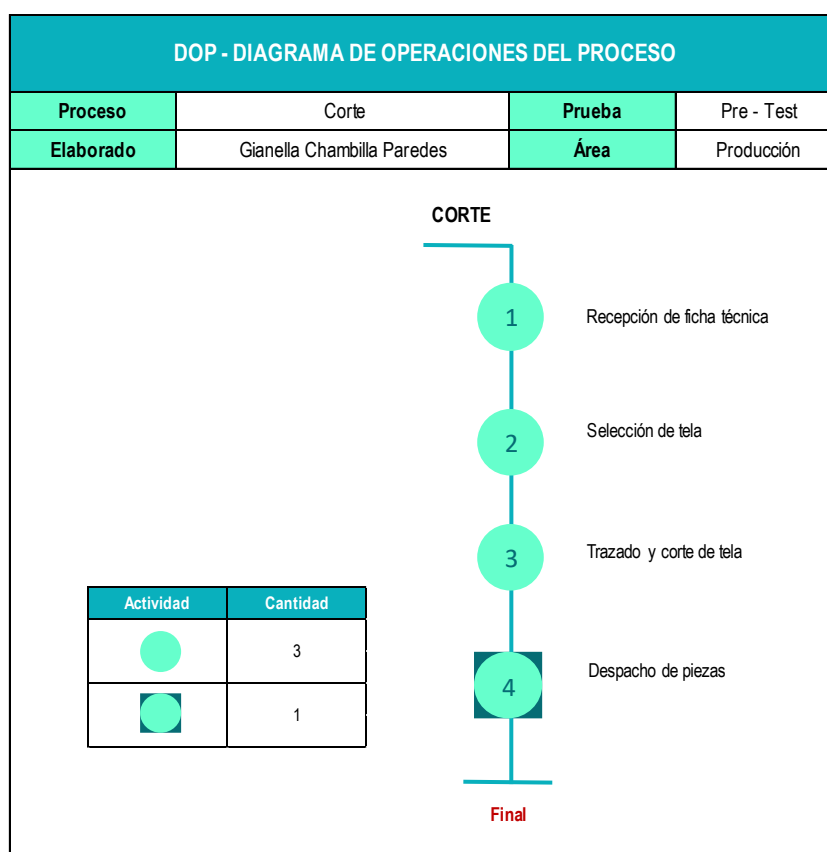 DOP - DIAGRAMA DE OPERACIONES DEL PROCESO
Proceso Corte Prueba Pre - Test
Elaborado Gianella Chambilla Paredes Área Producción
CORTE
1 Recepción de ficha técnica
2 Selección de tela
3 Trazado y corte de tela
Actividad Cantidad
3
1
4 Despacho de piezas
Final